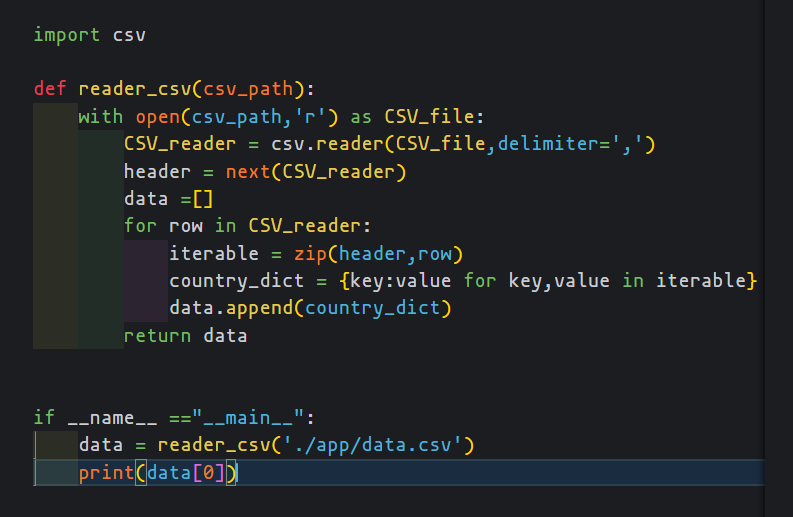 import csv

def reader_csv(csv_path):
    with open(csv_path,'r') as CSV_file:
        CSV_reader = csv.reader(CSV_file,delimiter=',')
        header = next(CSV_reader)
        data =[]
        for row in CSV_reader:
            iterable = zip(header,row)
            country_dict = {key:value for key,value in iterable}
            data.append(country_dict)
        return data

if __name__ =="__main__":
    data = reader_csv('./app/data.csv')
    print(data[0])